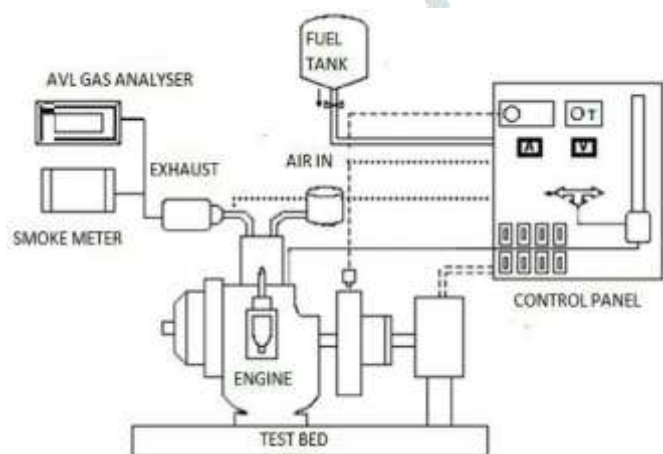 FUEL
TANK
AVL GAS ANALYSER
T
A
V
EXHAUST
AIR IN
SMOKE METER
CONTROL PANEL
ENGINE
TEST BED